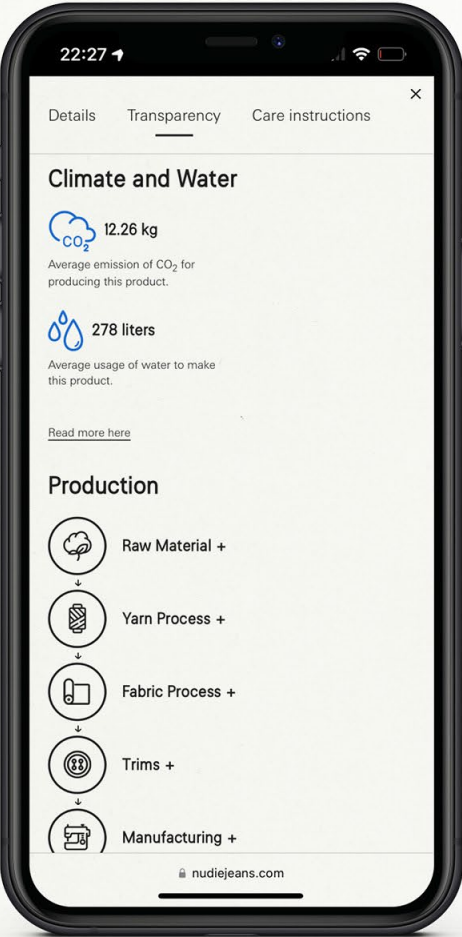 22:27
Details Transparency Care instructions
Climate and Water
CO₂ 12.26 kg
Average emission of CO₂ for
producing this product.
278 liters
Average usage of water to make
this product.
Read more here
Production
Raw Material +
Yarn Process +
Fabric Process +
Trims +
Manufacturing +
nudiejeans.com